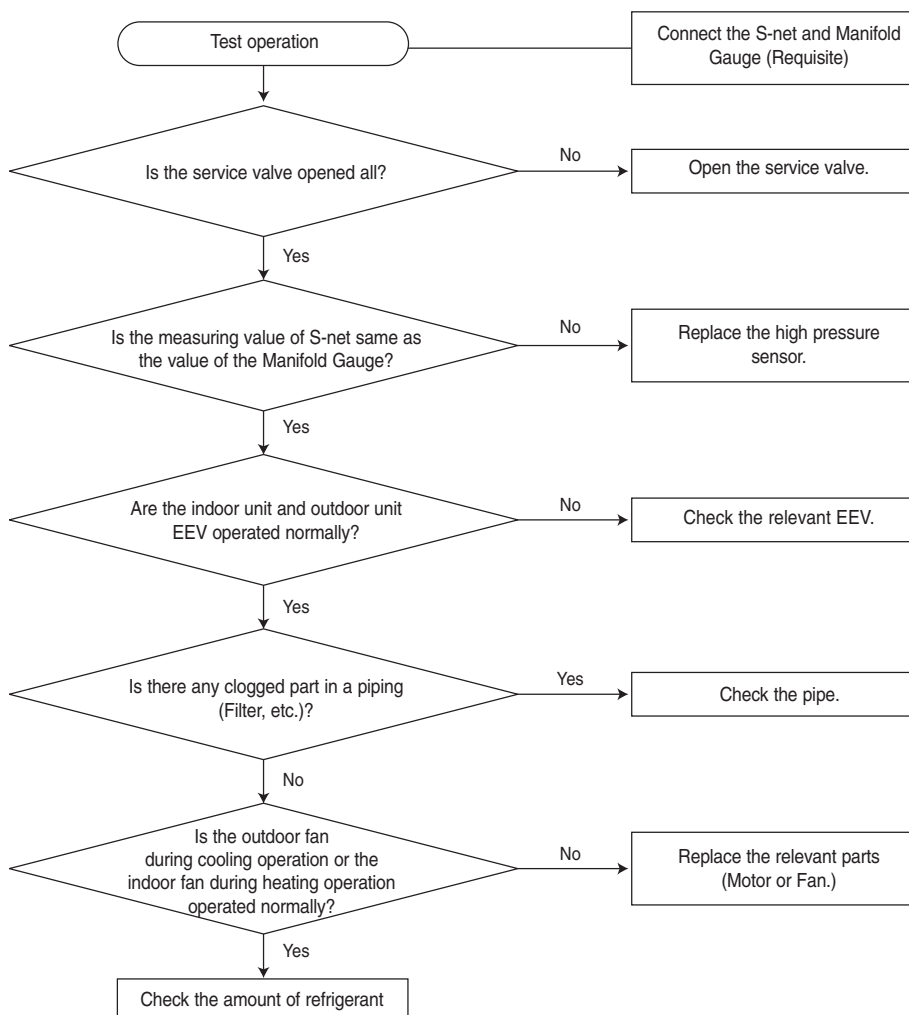 Test operation
Connect the S-net and Manifold
Gauge (Requisite)
Is the service valve opened all?
No
Open the service valve.
Yes
Is the measuring value of S-net same as
the value of the Manifold Gauge?
No
Replace the high pressure
sensor.
Yes
Are the indoor unit and outdoor unit
EEV operated normally?
No
Check the relevant EEV.
Yes
Is there any clogged part in a piping
(Filter, etc.)?
Yes
Check the pipe.
No
Is the outdoor fan
during cooling operation or the
indoor fan during heating operation
operated normally?
No
Replace the relevant parts
(Motor or Fan.)
Yes
Check the amount of refrigerant